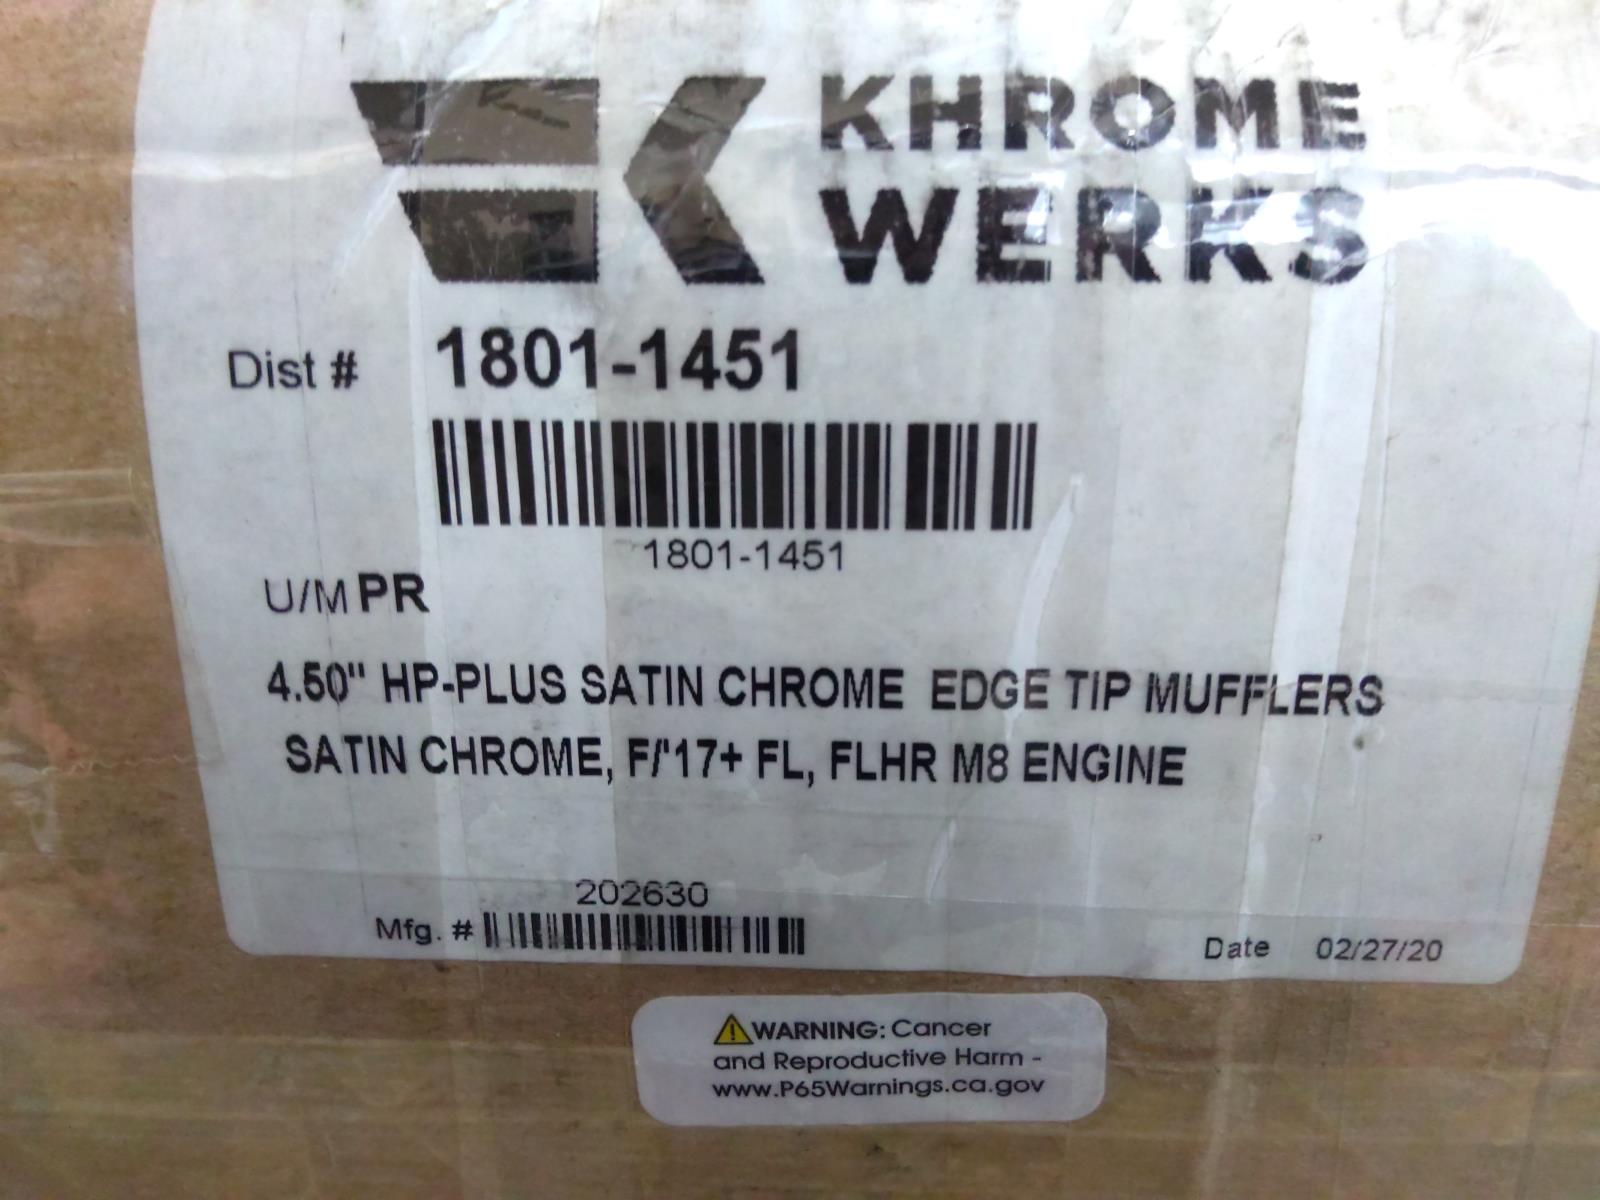 KHROME
WERKS
Dist # 1801-1451
1801-1451
U/M PR
4.50" HP-PLUS SATIN CHROME EDGE TIP MUFFLERS
SATIN CHROME, F/'17+ FL, FLHR M8 ENGINE
202630
Mfg. #
Date 02/27/20
WARNING: Cancer
and Reproductive Harm -
www.P65Warnings.ca.gov